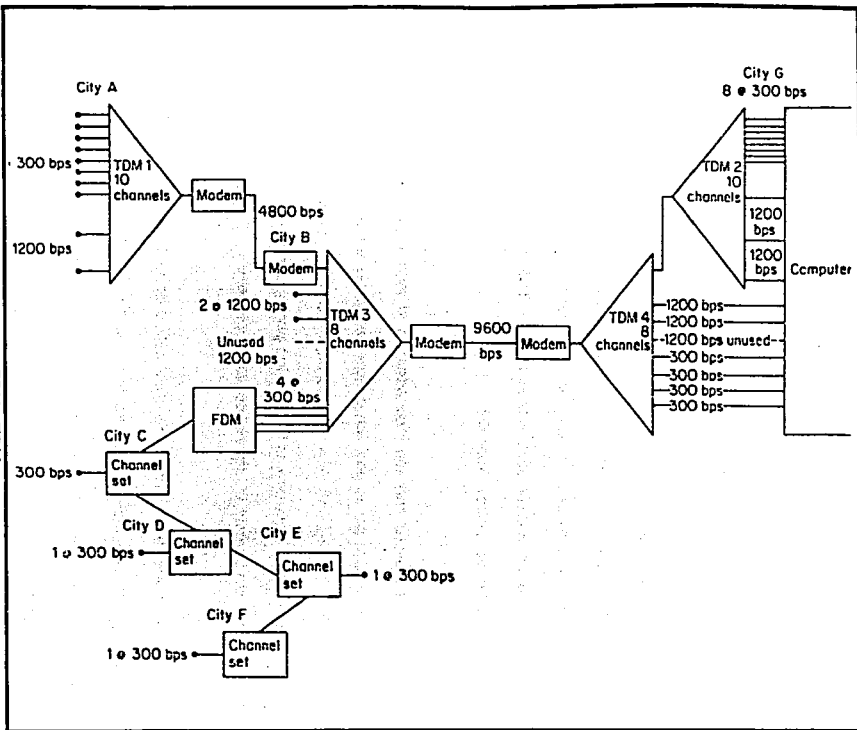 City A
300 bps
TDM 1
10
channels
1200 bps
Modem
4800 bps
City B
Modem
2 @ 1200 bps
Unused
1200 bps
TDM 3
8
channels
4 @
300 bps
FDM
Modem
9600
bps
Modem
TDM 4
8
channels
City G
8 @ 300 bps
TDM 2
10
channels
1200
bps
1200
bps
Computer
1200 bps
1200 bps
1200 bps unused
300 bps
300 bps
300 bps
300 bps
City C
300 bps
Channel
set
City D
1 @ 300 bps
Channel
set
City E
Channel
set
1 @ 300 bps
City F
1 @ 300 bps
Channel
set